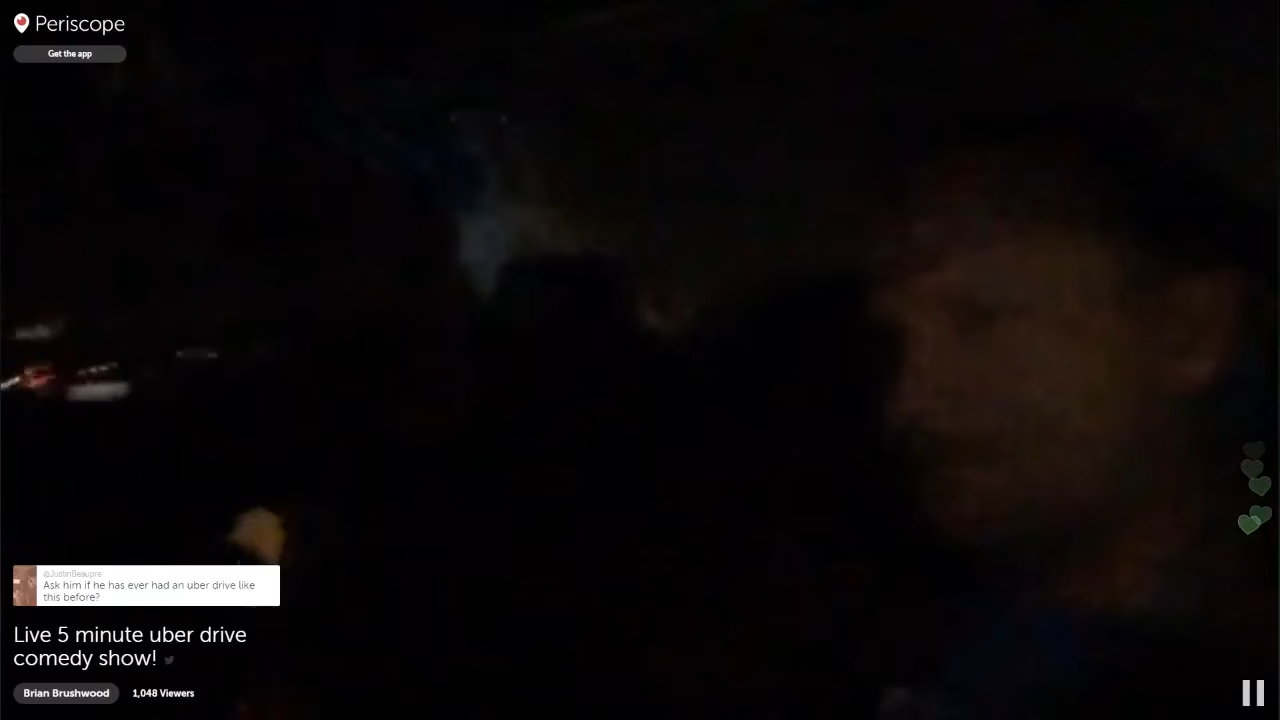 Periscope
Get the app
@JustinBeaupre
Ask him if he has ever had an uber drive like
this before?
Live 5 minute uber drive
comedy show!
Brian Brushwood
1,048 Viewers